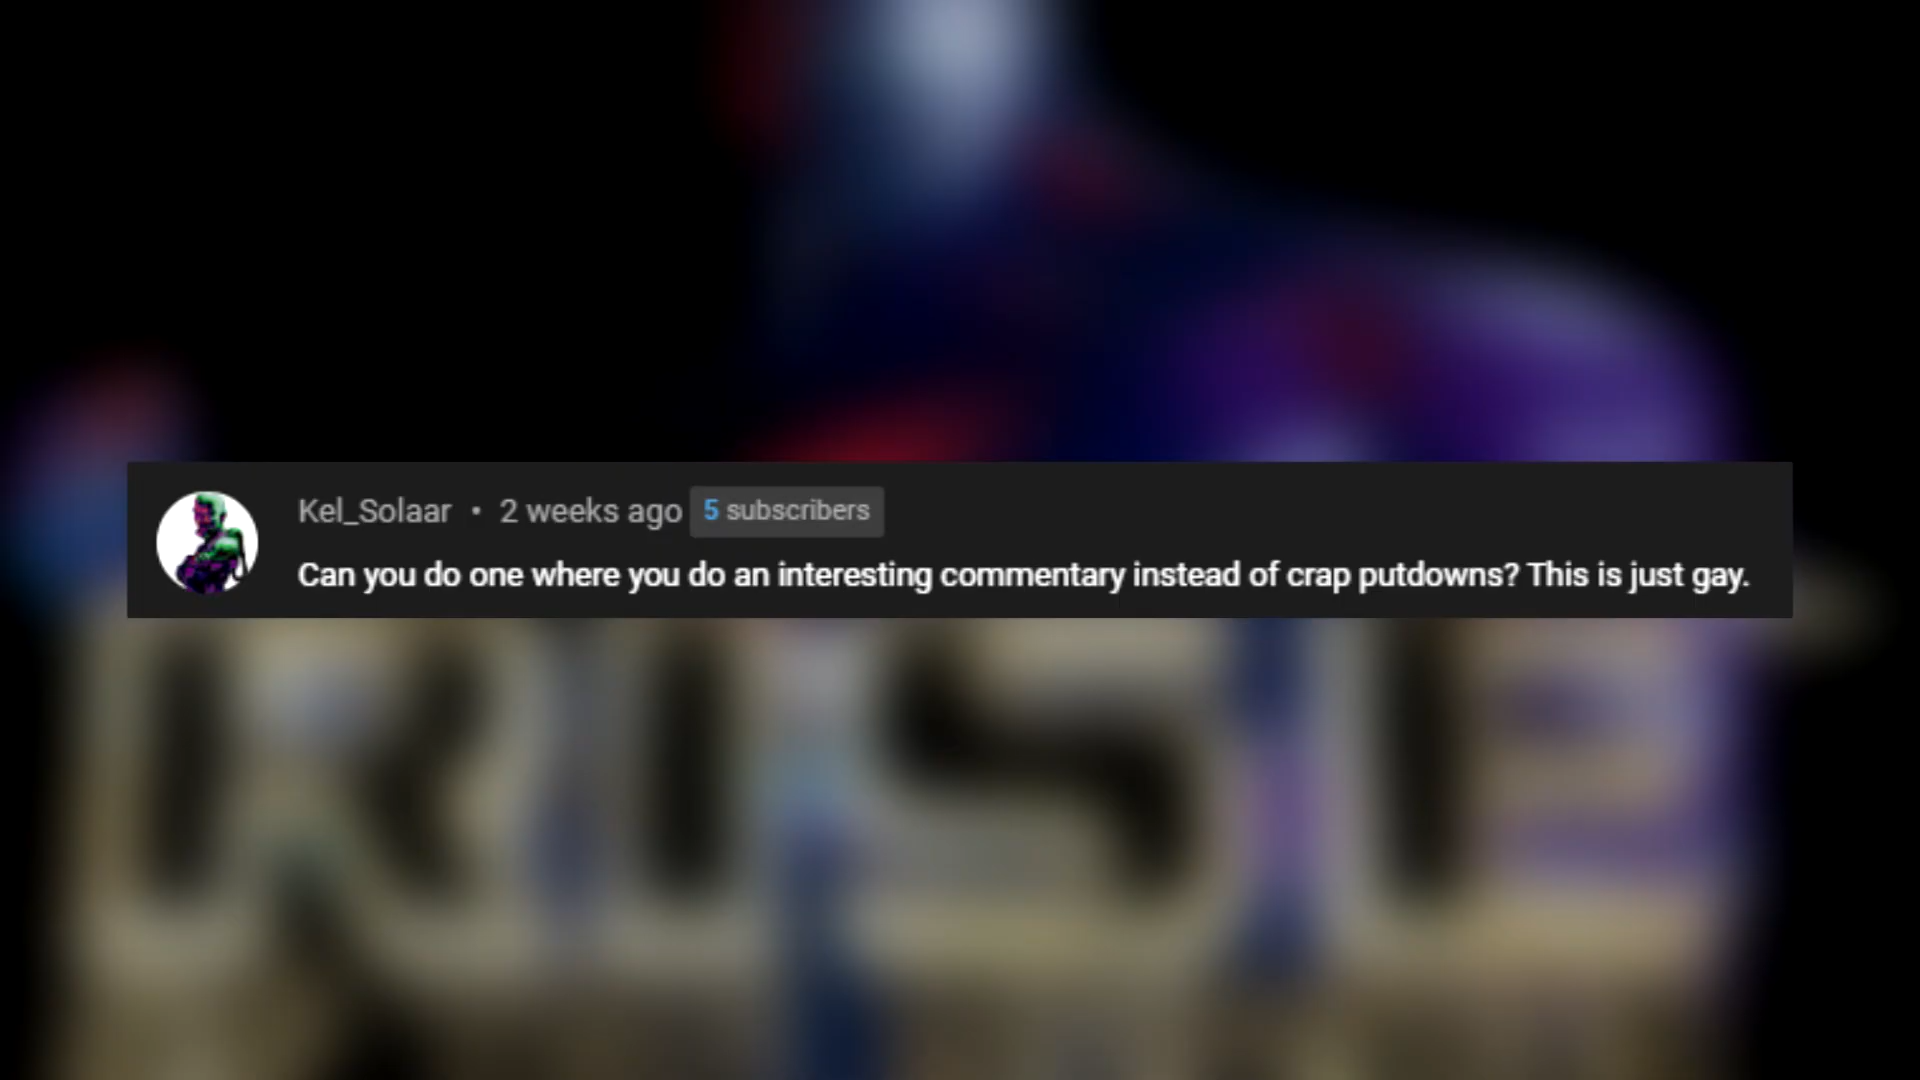 Kel_Solaar • 2 weeks ago 5 subscribers
Can you do one where you do an interesting commentary instead of crap putdowns? This is just gay.
RISE